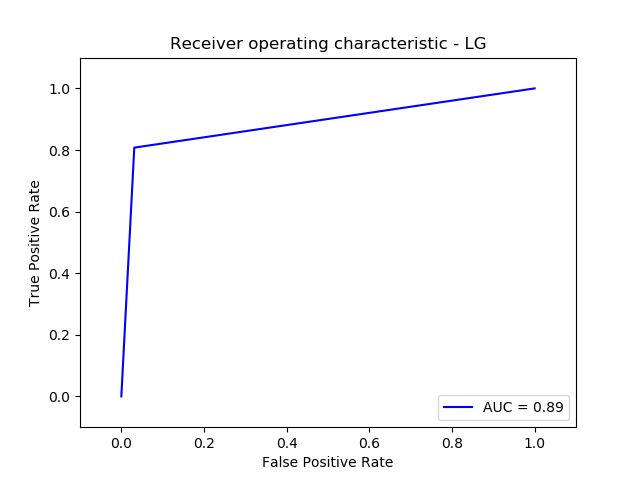 Receiver operating characteristic - LG
True Positive Rate
1.0
0.8
0.6
0.4
0.2
0.0
AUC = 0.89
0.0 0.2 0.4 0.6 0.8 1.0
False Positive Rate